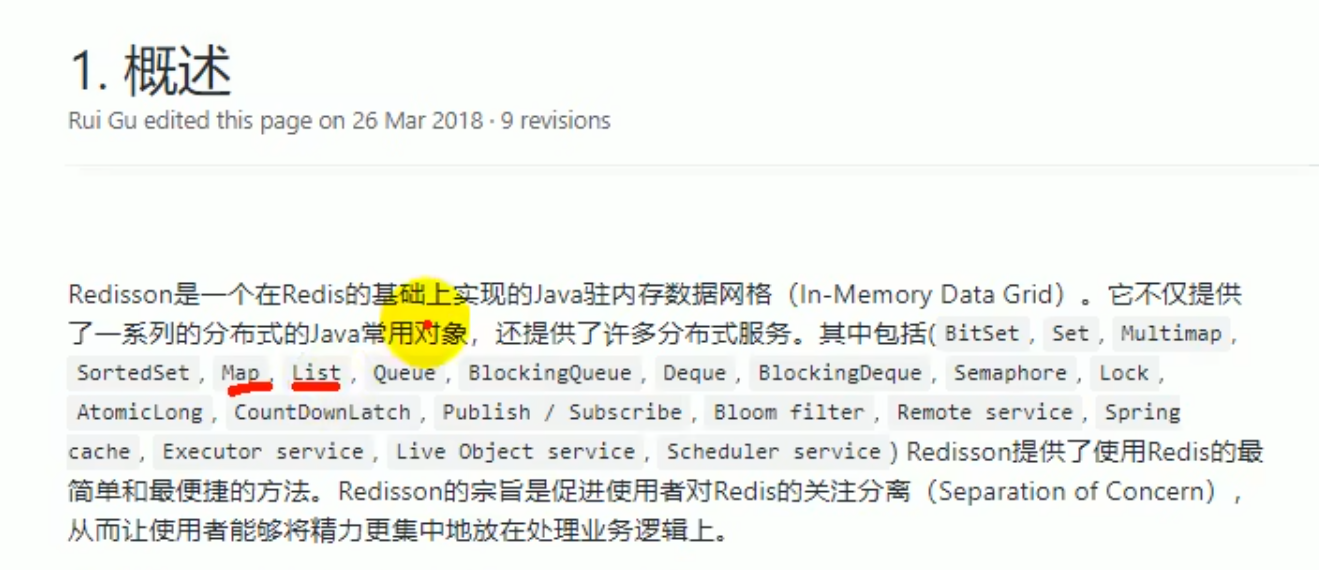 1. 概述
Rui Gu edited this page on 26 Mar 2018 · 9 revisions
Redisson是一个在Redis的基础上实现的Java驻内存数据网格（In-Memory Data Grid）。它不仅提供
了一系列的分布式的Java常用对象，还提供了许多分布式服务。其中包括( BitSet , Set , Multimap ,
SortedSet , Map , List , Queue , BlockingQueue , Deque , BlockingDeque , Semaphore , Lock ,
AtomicLong , CountDownLatch , Publish / Subscribe , Bloom filter , Remote service , Spring
cache , Executor service , Live Object service , Scheduler service ) Redisson提供了使用Redis的最
简单和最便捷的方法。Redisson的宗旨是促进使用者对Redis的关注分离（Separation of Concern），
从而让使用者能够将精力更集中地放在处理业务逻辑上。